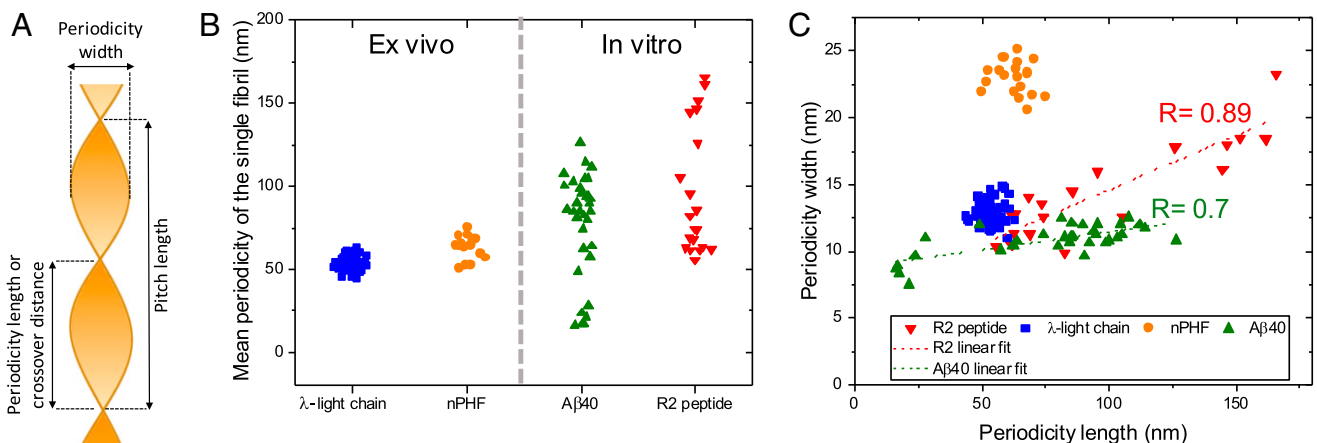 A
Periodicity
width
Pitch length
Periodicity length or
crossover distance
B
Mean periodicity of the single fibril (nm)
200
150
100
50
0
Ex vivo
In vitro
λ-light chain
nPHF
Aβ40
R2 peptide
C
Periodicity width (nm)
25
20
15
10
5
0
R= 0.89
R= 0.7
R2 peptide λ-light chain nPHF Aβ40
R2 linear fit
Aβ40 linear fit
0 50 100 150
Periodicity length (nm)